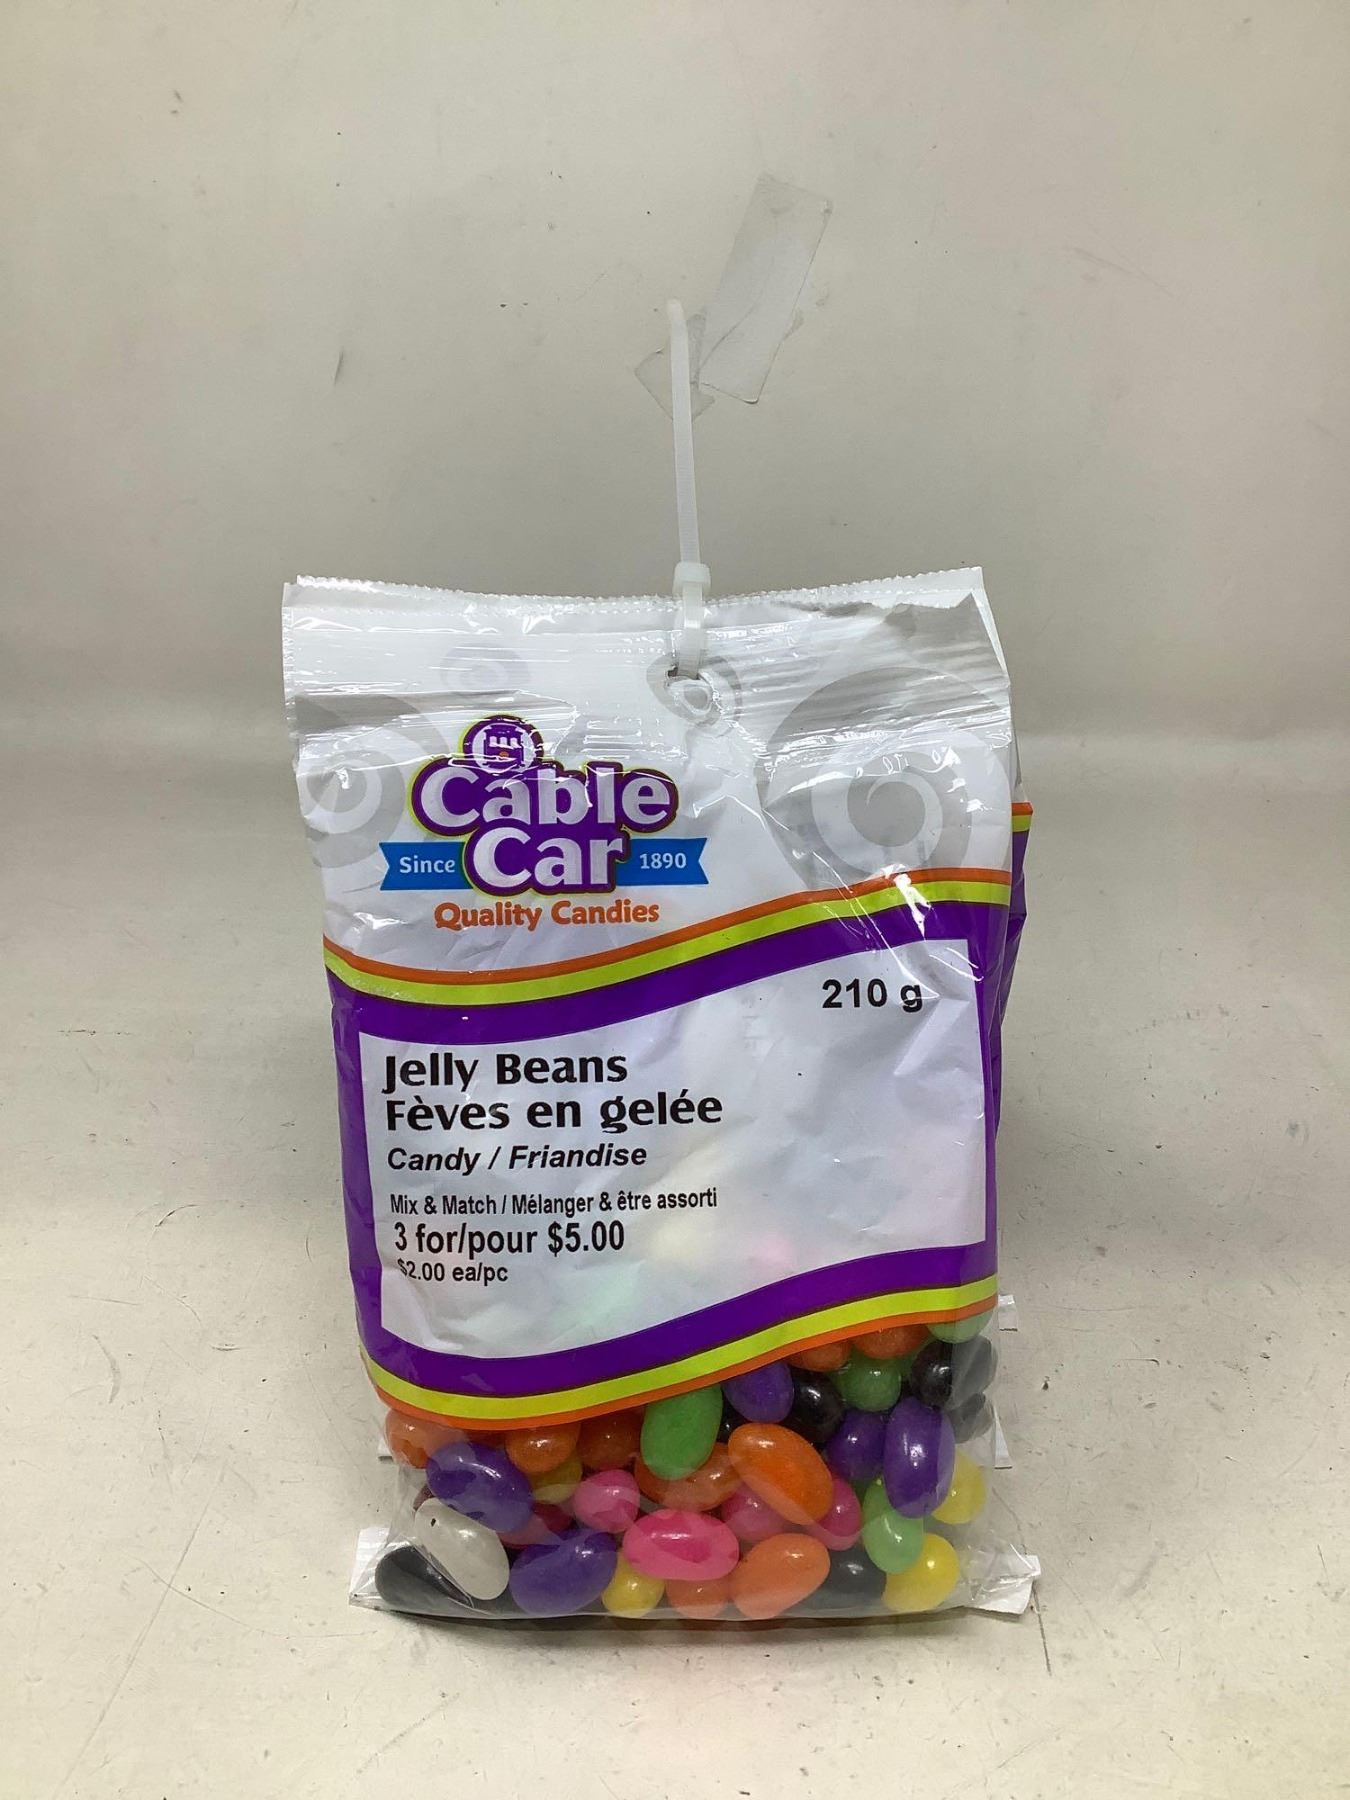 Cable
Car
Since 1890
Quality Candies
210 g
Jelly Beans
Fèves en gelée
Candy / Friandise
Mix & Match / Mélanger & être assorti
3 for/pour $5.00
$2.00 ea/pc